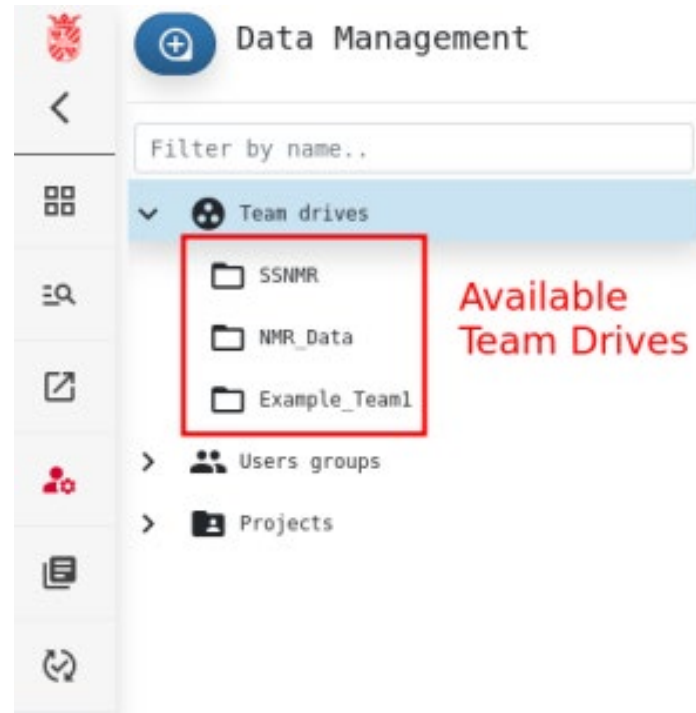 Data Management
Filter by name..
Team drives
SSNMR
NMR_Data
Example_Team1
Available
Team Drives
Users groups
Projects